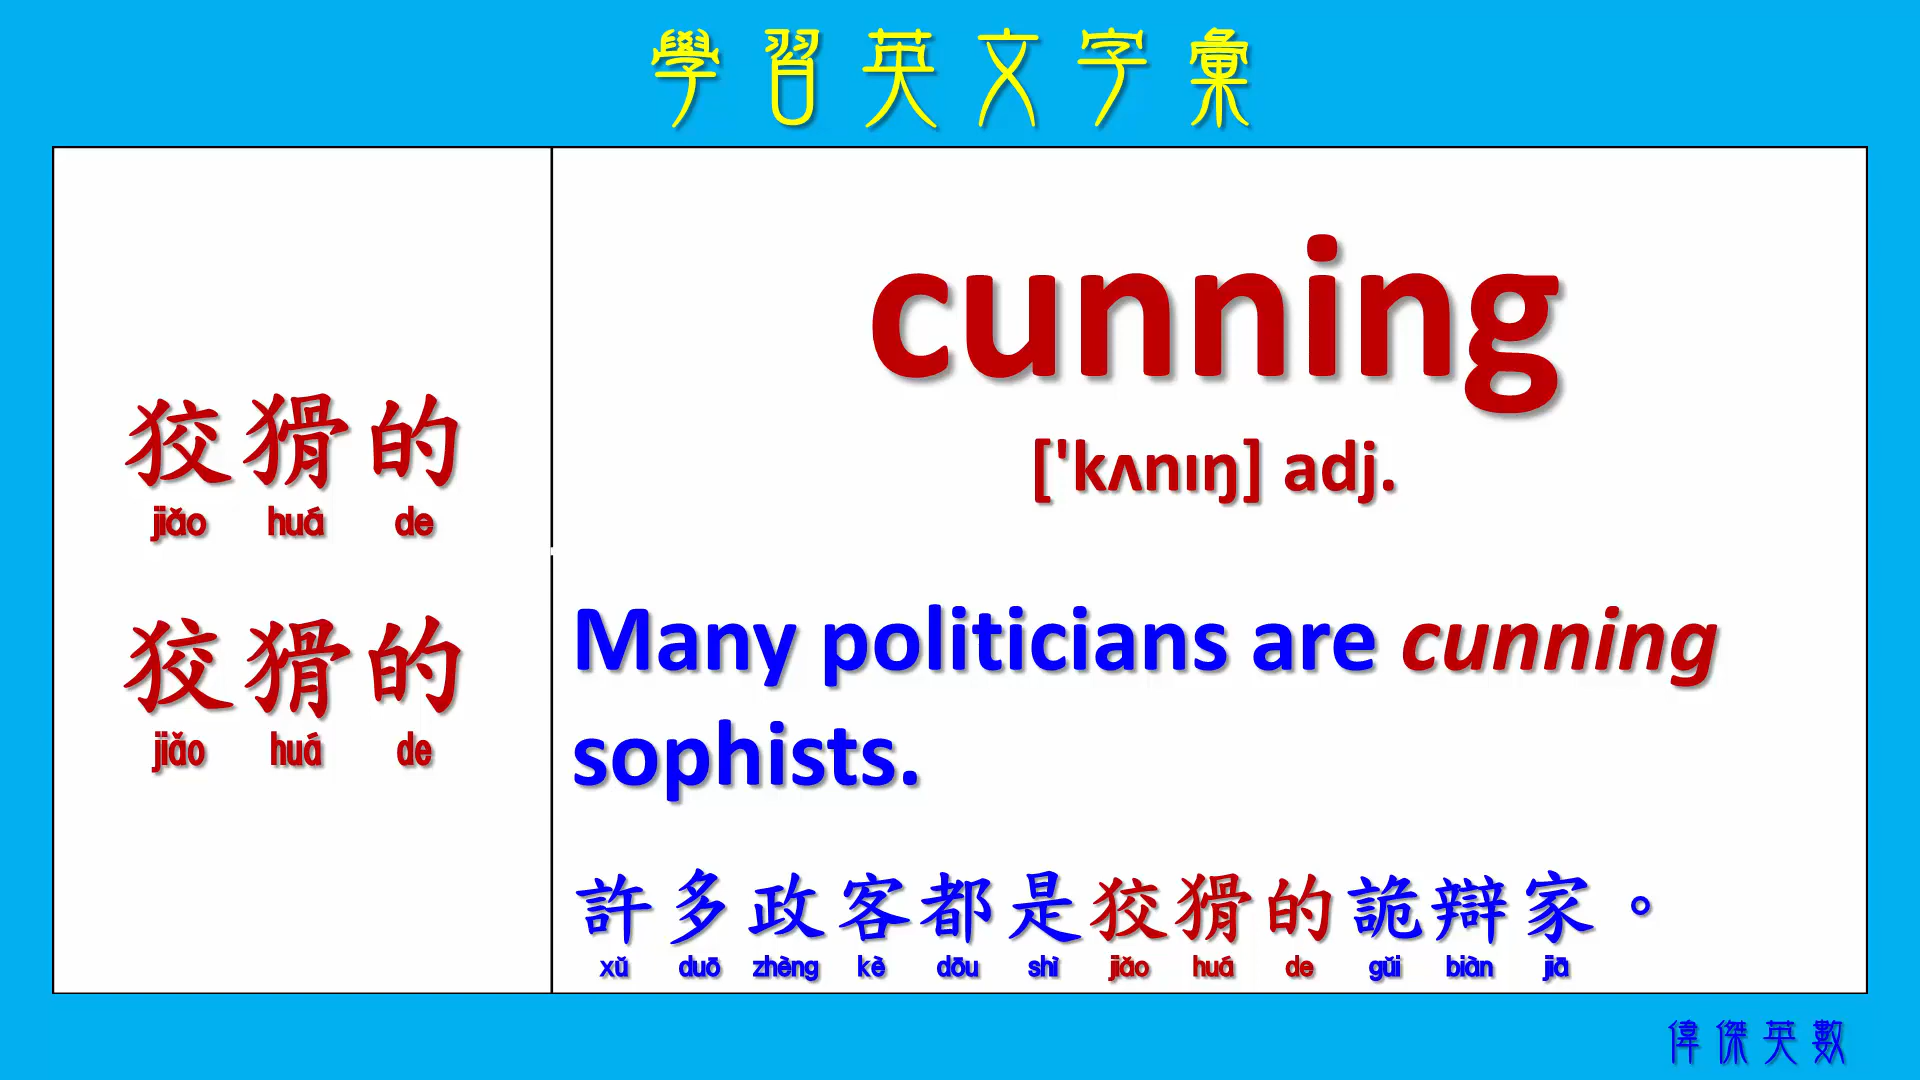 學習英文字彙
狡猾的
jiǎo huá de
狡猾的
jiǎo huá de
cunning
['kʌnɪŋ] adj.
Many politicians are cunning
sophists.
許多政客都是狡猾的詭辯家。
xǔ duō zhèng kè dōu shì jiǎo huá de gǔi biàn jiā
偉傑英數